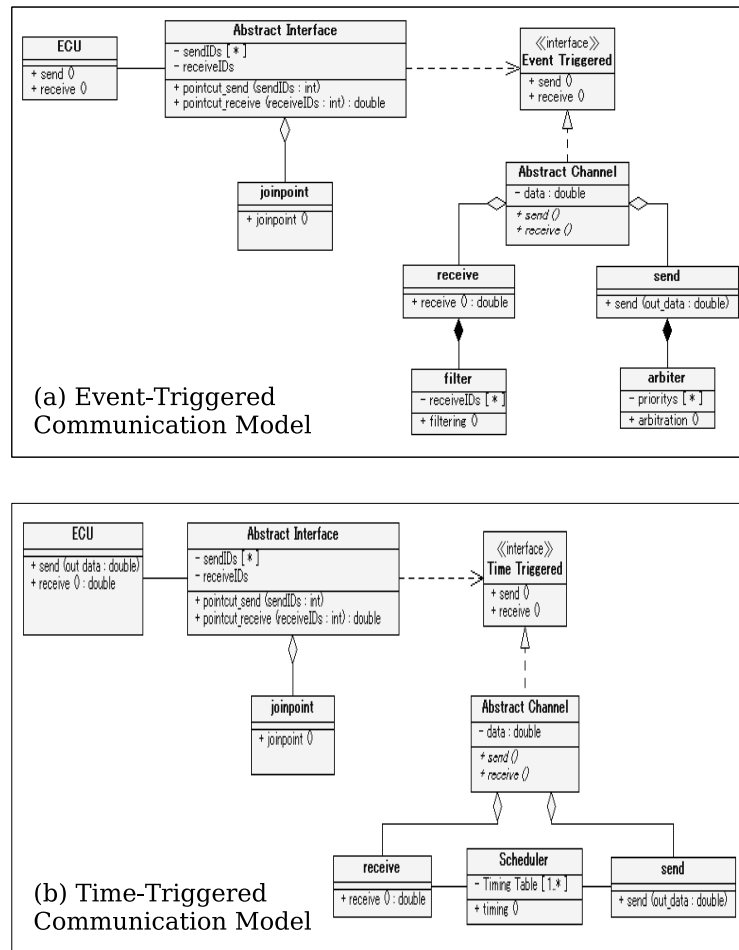 ECU
+ send ()
+ receive ()
Abstract Interface
- sendIDs [*]
- receiveIDs
+ pointcut_send (sendIDs : int)
+ pointcut_receive (receiveIDs : int) : double
《interface》
Event Triggered
+ send ()
+ receive ()
joinpoint
+ joinpoint ()
Abstract Channel
- data : double
+ send ()
+ receive ()
receive
+ receive () : double
send
+ send (out_data : double)
filter
- receiveIDs [*]
+ filtering ()
arbiter
- prioritys [*]
+ arbitration ()
(a) Event-Triggered
Communication Model
ECU
+ send (out data : double)
+ receive () : double
Abstract Interface
- sendIDs [*]
- receiveIDs
+ pointcut_send (sendIDs : int)
+ pointcut_receive (receiveIDs : int) : double
《interface》
Time Triggered
+ send ()
+ receive ()
joinpoint
+ joinpoint ()
Abstract Channel
- data : double
+ send ()
+ receive ()
receive
+ receive () : double
Scheduler
- Timing Table [1..*]
+ timing ()
send
+ send (out_data : double)
(b) Time-Triggered
Communication Model